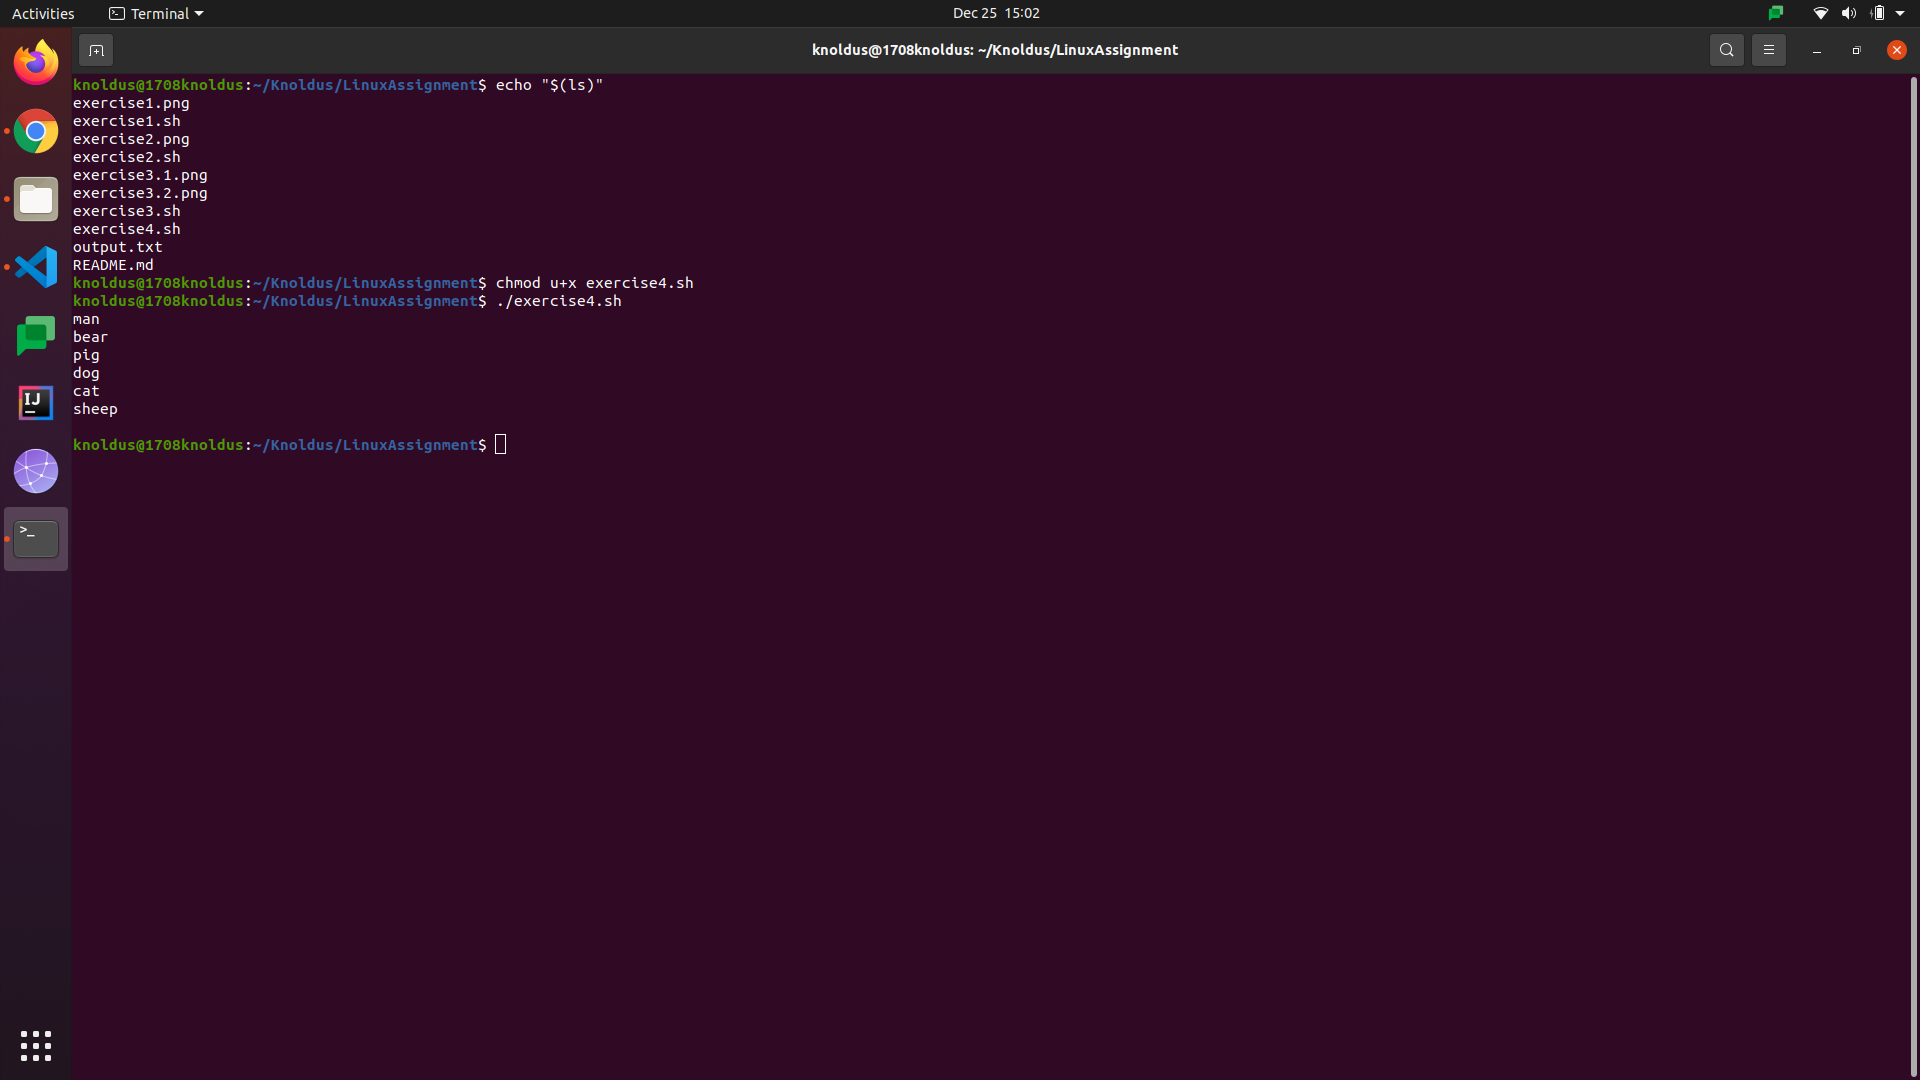 Activities
Terminal
Dec 25 15:02
knoldus@1708knoldus: ~/Knoldus/LinuxAssignment
knoldus@1708knoldus:~/Knoldus/LinuxAssignment$ echo "$(ls)"
exercise1.png
exercise1.sh
exercise2.png
exercise2.sh
exercise3.1.png
exercise3.2.png
exercise3.sh
exercise4.sh
output.txt
README.md
knoldus@1708knoldus:~/Knoldus/LinuxAssignment$ chmod u+x exercise4.sh
knoldus@1708knoldus:~/Knoldus/LinuxAssignment$ ./exercise4.sh
man
bear
pig
dog
cat
sheep
knoldus@1708knoldus:~/Knoldus/LinuxAssignment$
IJ
>_